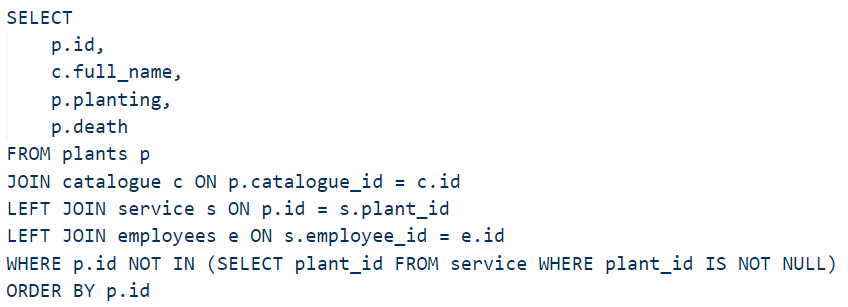 SELECT
    p.id,
    c.full_name,
    p.planting,
    p.death
FROM plants p
JOIN catalogue c ON p.catalogue_id = c.id
LEFT JOIN service s ON p.id = s.plant_id
LEFT JOIN employees e ON s.employee_id = e.id
WHERE p.id NOT IN (SELECT plant_id FROM service WHERE plant_id IS NOT NULL)
ORDER BY p.id